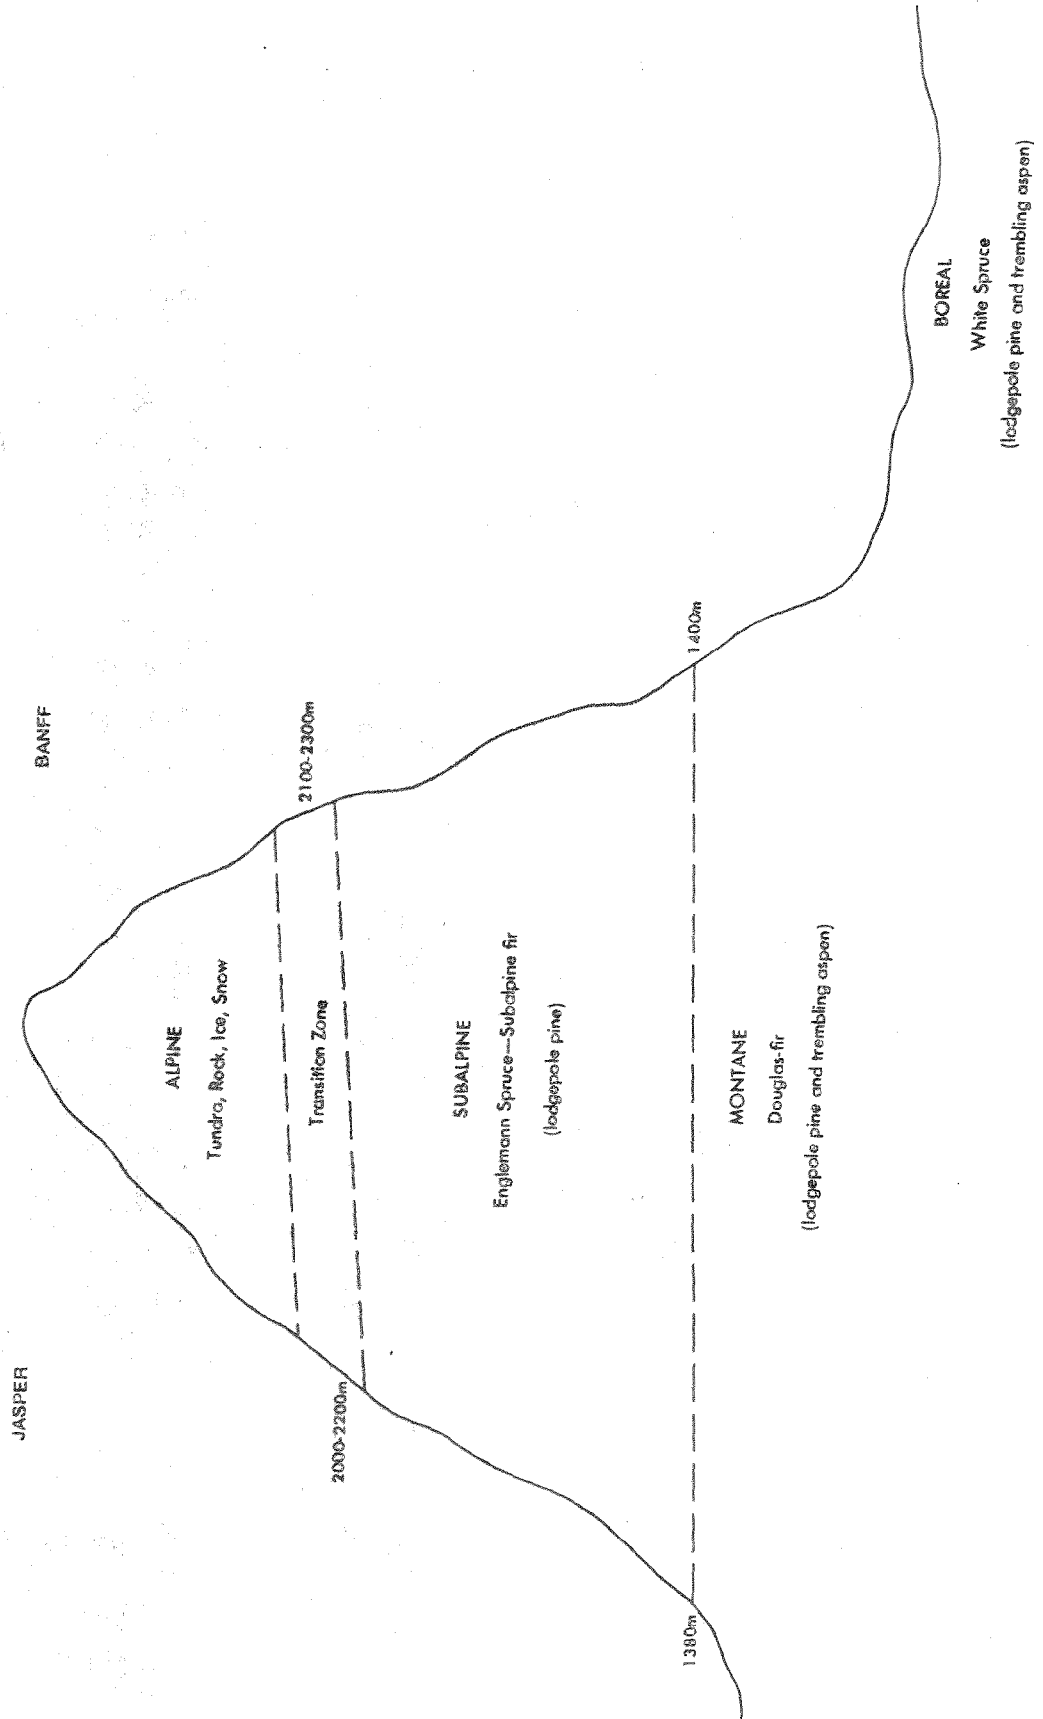 JASPER
BANFF
ALPINE
Tundra, Rock, Ice, Snow
2100-2300m
Transition Zone
2000-2200m
SUBALPINE
Englemann Spruce—Subalpine fir
(lodgepole pine)
1400m
1380m
MONTANE
Douglas-fir
(lodgepole pine and trembling aspen)
BOREAL
White Spruce
(lodgepole pine and trembling aspen)